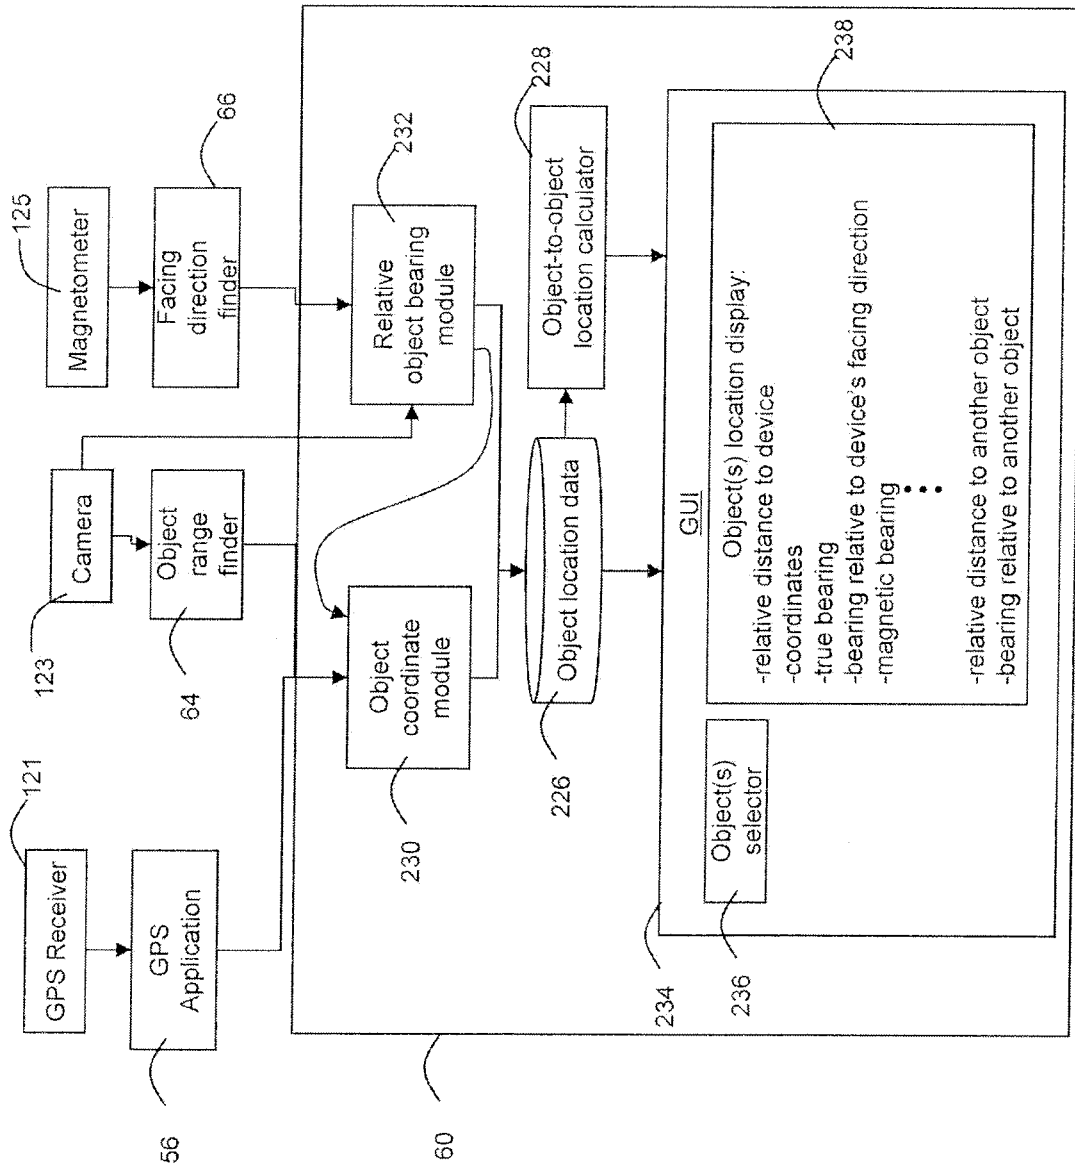 GPS Receiver
121
GPS
Application
56
Camera
123
Object
range
finder
64
Magnetometer
125
Facing
direction
finder
66
60
Object
coordinate
module
230
Relative
object bearing
module
232
Object location data
226
Object-to-object
location calculator
228
GUI
234
Object(s)
selector
236
Object(s) location display:
-relative distance to device
-coordinates
-true bearing
-bearing relative to device's facing direction
-magnetic bearing
-relative distance to another object
-bearing relative to another object
238